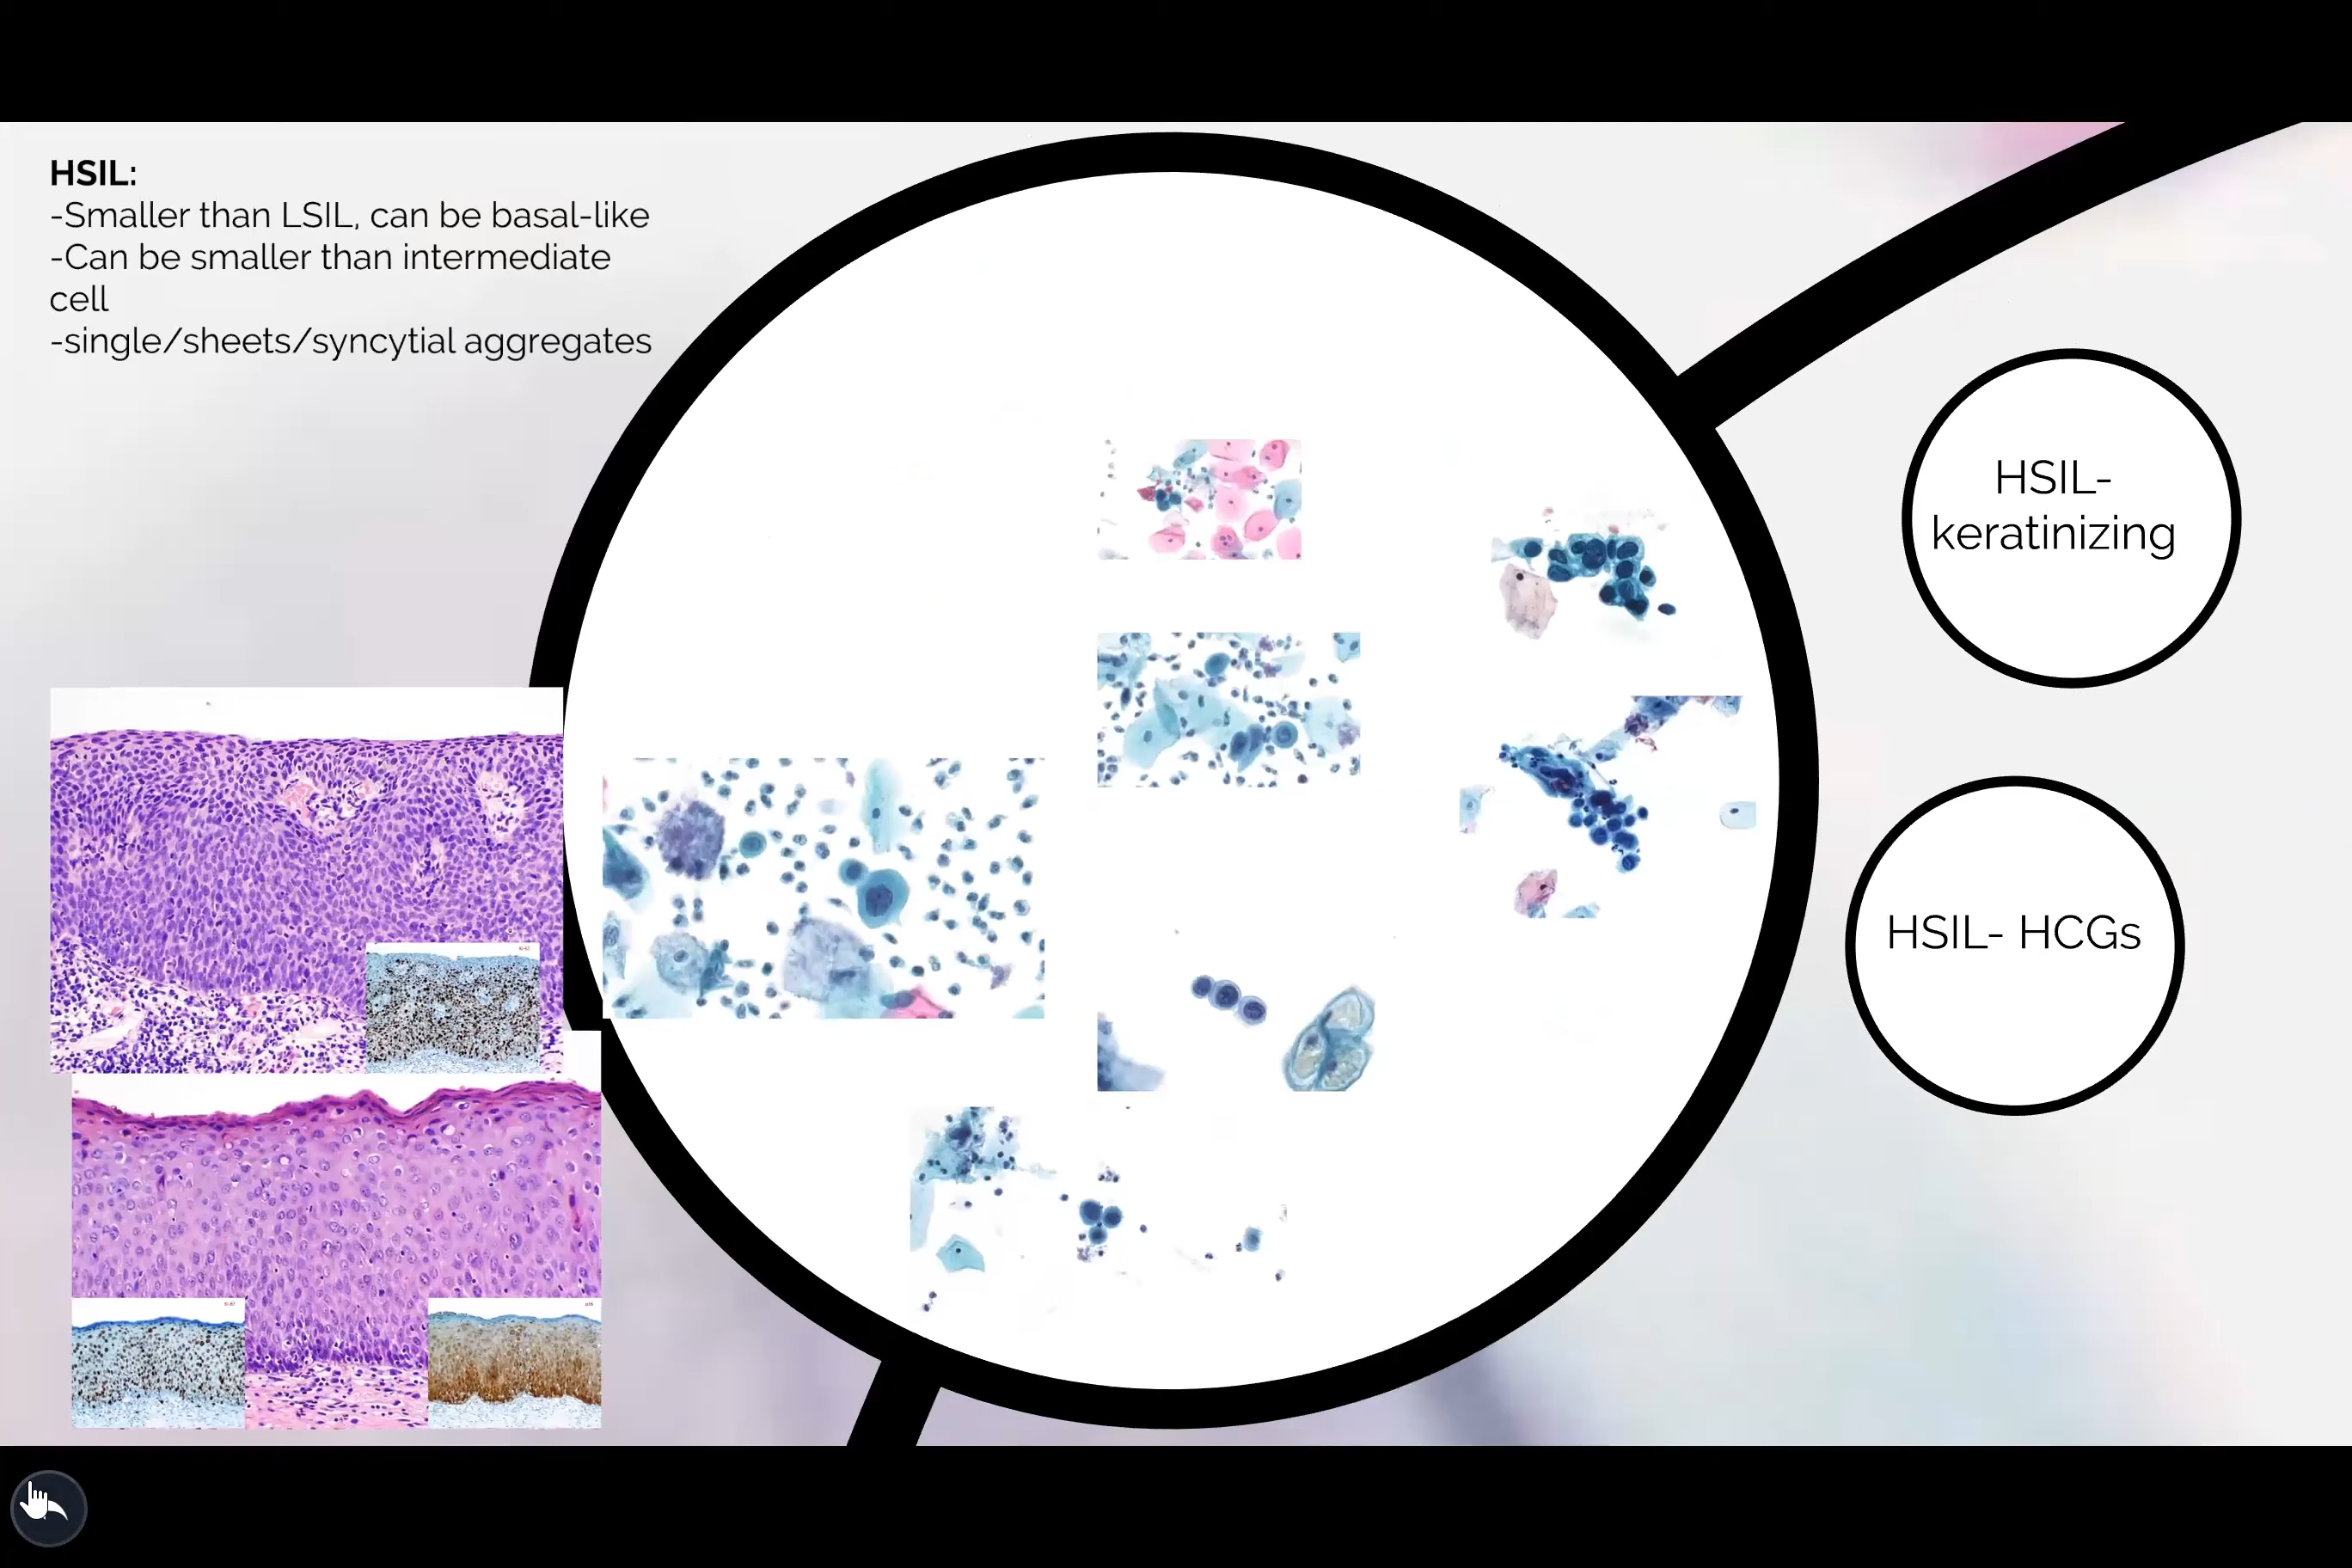 HSIL:
-Smaller than LSIL, can be basal-like
-Can be smaller than intermediate
cell
-single/sheets/syncytial aggregates
HSIL-
keratinizing
HSIL- HCGs